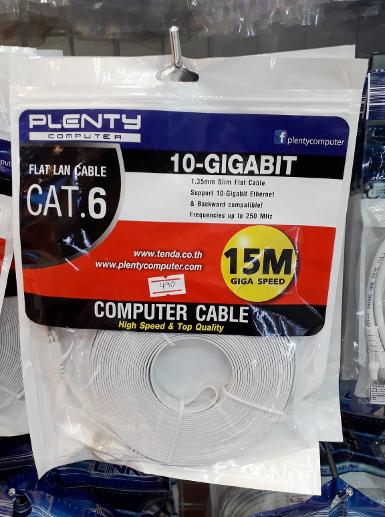 PLENTY
COMPUTER
plentycomputer
FLAT LAN CABLE
CAT.6
10-GIGABIT
1.35mm Slim Flat Cable
Support 10-Gigabit Ethernet
& Backward compatible!
Frequencies up to 250 MHz
www.tenda.co.th
www.plentycomputer.com
490
15M
GIGA SPEED
COMPUTER CABLE
High Speed & Top Quality